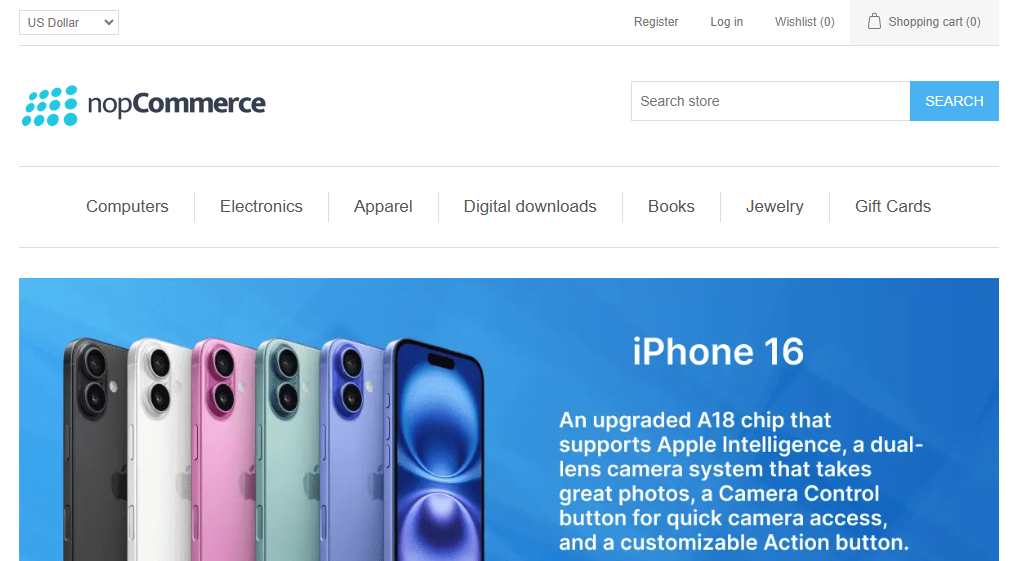 US Dollar
Register Log in Wishlist (0) Shopping cart (0)
nopCommerce
Search store
SEARCH
Computers Electronics Apparel Digital downloads Books Jewelry Gift Cards
iPhone 16
An upgraded A18 chip that
supports Apple Intelligence, a dual-
lens camera system that takes
great photos, a Camera Control
button for quick camera access,
and a customizable Action button.